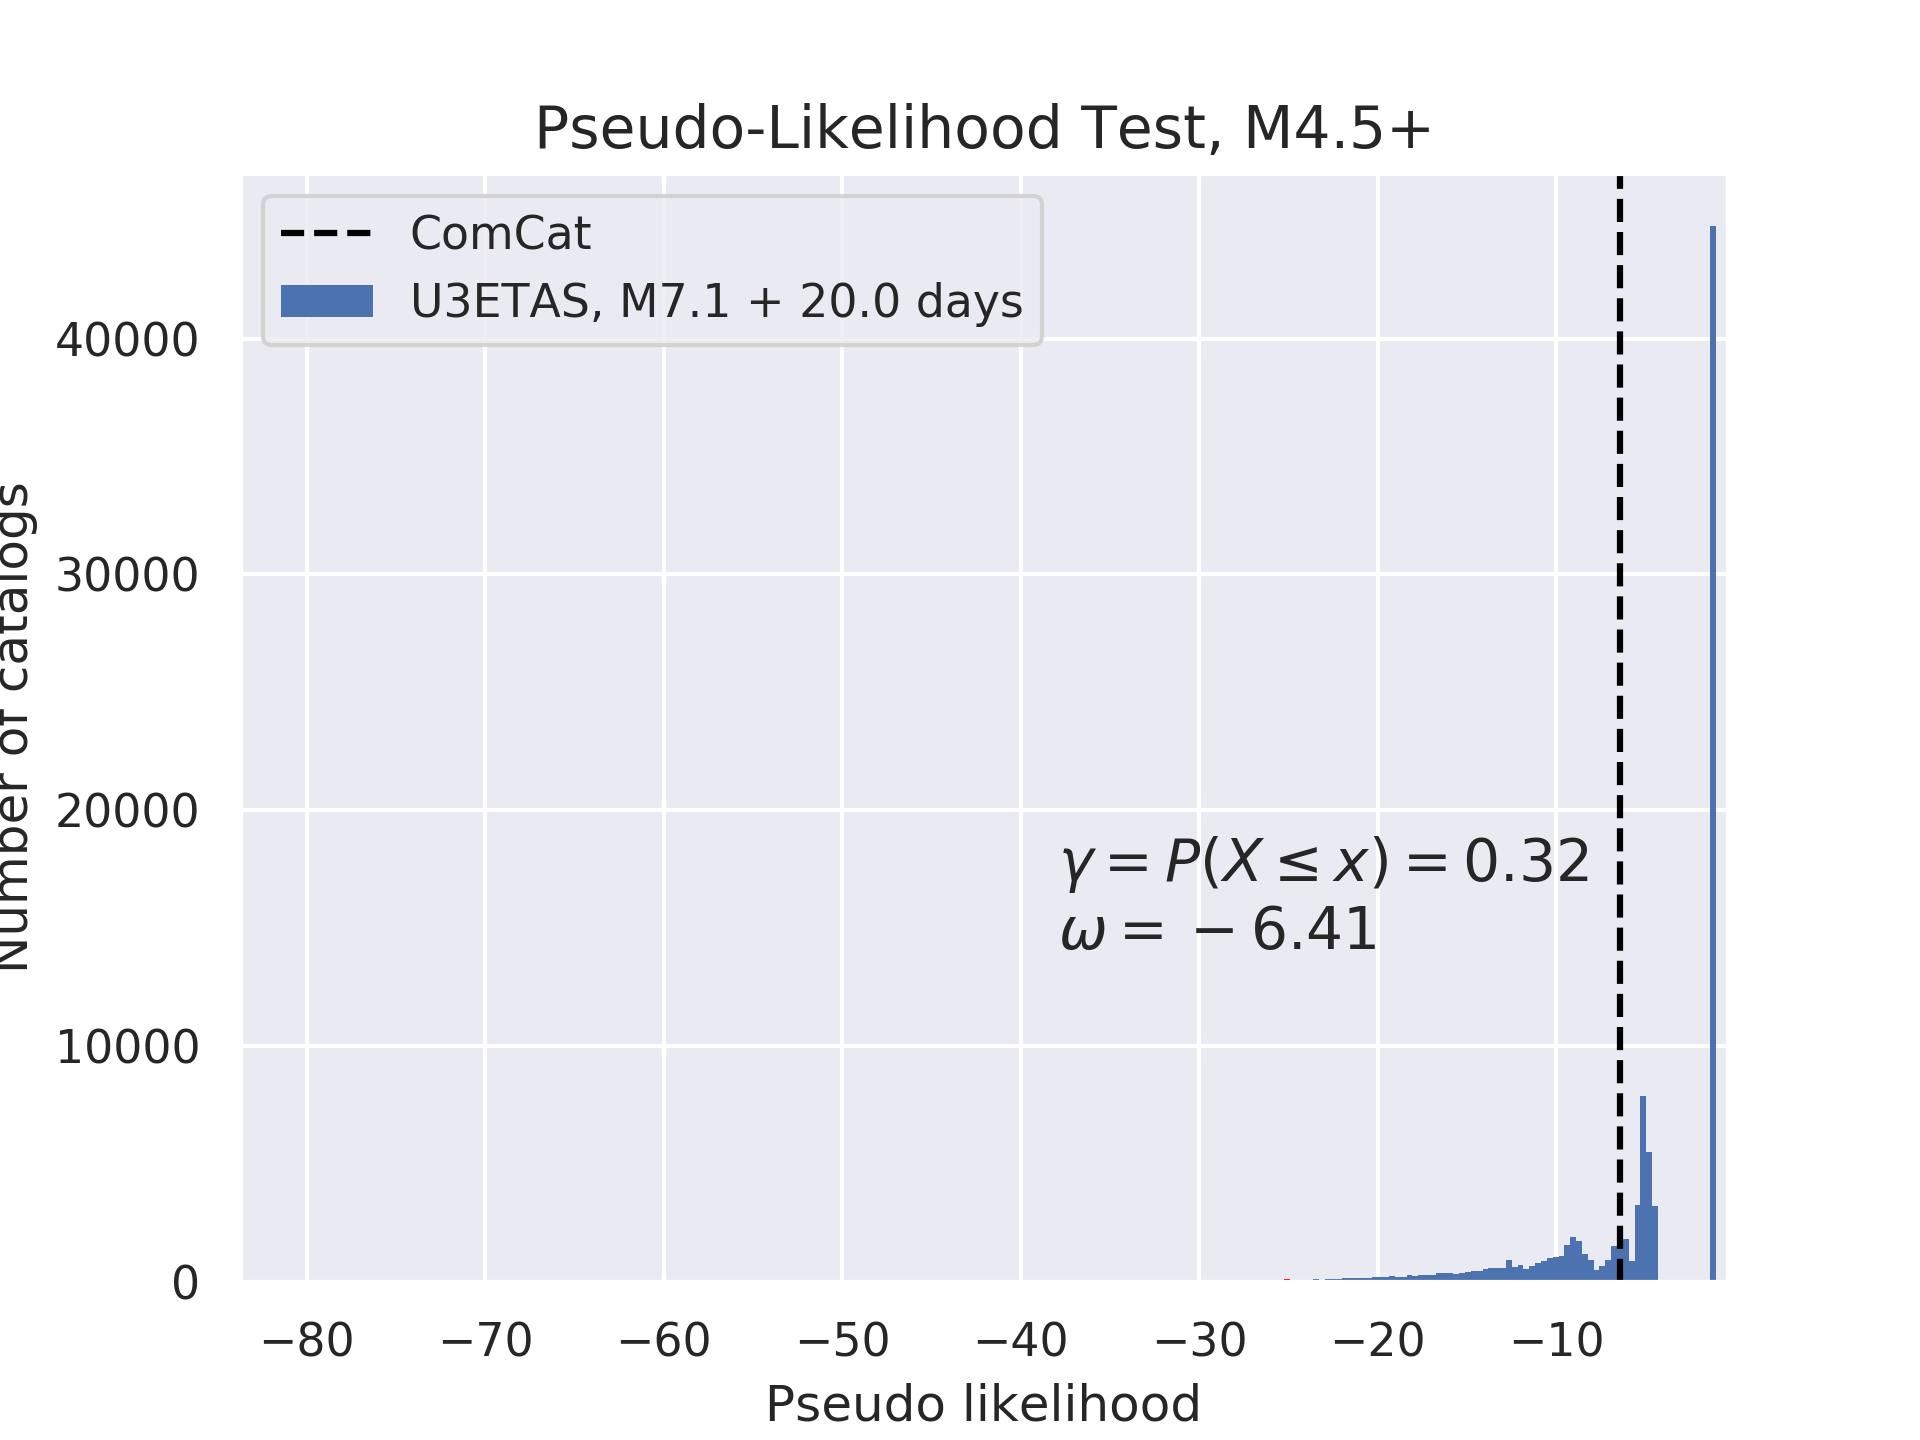 Pseudo-Likelihood Test, M4.5+
ComCat
U3ETAS, M7.1 + 20.0 days
Number of catalogs
40000
30000
20000
10000
0
γ = P(X ≤ x) = 0.32
ω = − 6.41
−80 −70 −60 −50 −40 −30 −20 −10
Pseudo likelihood